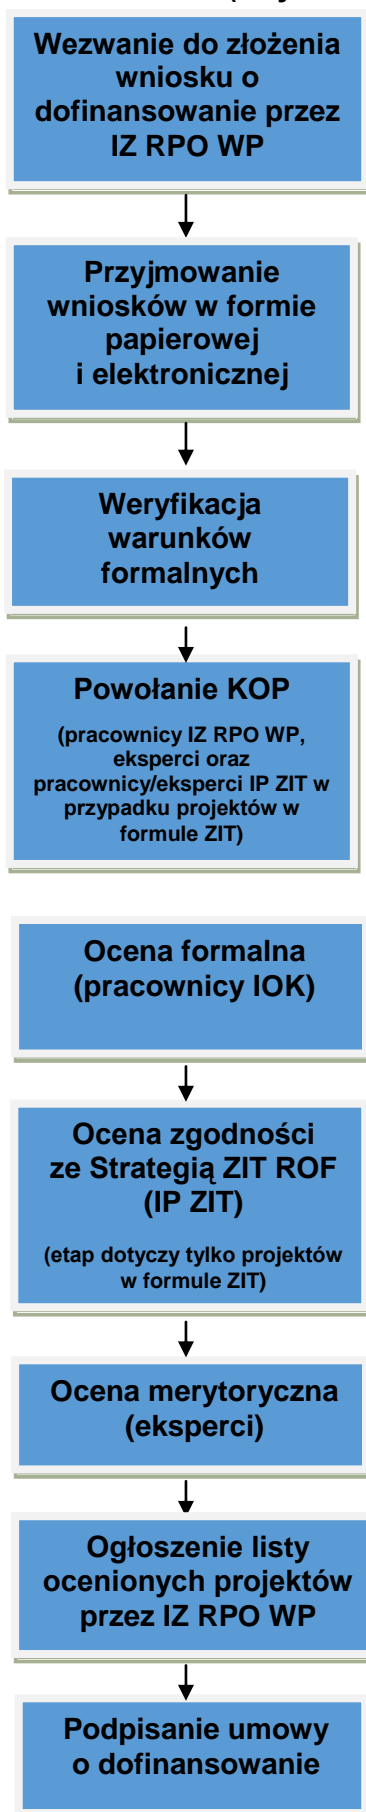 Wezwanie do złożenia
wniosku o
dofinansowanie przez
IZ RPO WP
Przyjmowanie
wniosków w formie
papierowej
i elektronicznej
Weryfikacja
warunków
formalnych
Powołanie KOP
(pracownicy IZ RPO WP,
eksperci oraz
pracownicy/eksperci IP ZIT w
przypadku projektów w
formule ZIT)
Ocena formalna
(pracownicy IOK)
Ocena zgodności
ze Strategią ZIT ROF
(IP ZIT)
(etap dotyczy tylko projektów
w formule ZIT)
Ocena merytoryczna
(eksperci)
Ogłoszenie listy
ocenionych projektów
przez IZ RPO WP
Podpisanie umowy
o dofinansowanie